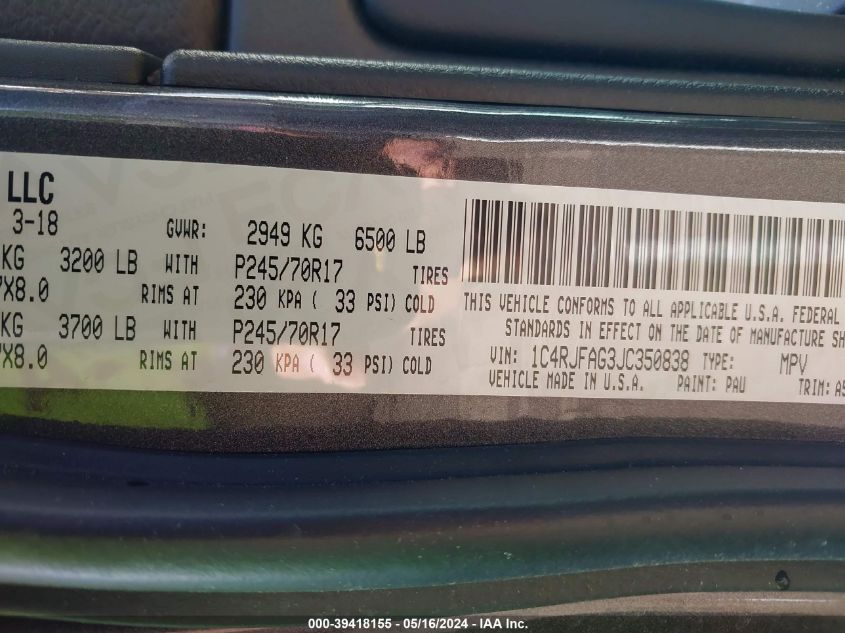 LLC
3-18 GVWR: 2949 KG 6500 LB
KG 3200 LB WITH P245/70R17 TIRES
X8.0 RIMS AT 230 KPA ( 33 PSI) COLD
KG 3700 LB WITH P245/70R17 TIRES
X8.0 RIMS AT 230 KPA ( 33 PSI) COLD
THIS VEHICLE CONFORMS TO ALL APPLICABLE U.S.A. FEDERAL
STANDARDS IN EFFECT ON THE DATE OF MANUFACTURE SH
VIN: 1C4RJFAG3JC350838 TYPE: MPV
VEHICLE MADE IN U.S.A. PAINT: PAU TRIM: A5
000-39418155 - 05/16/2024 - IAA Inc.